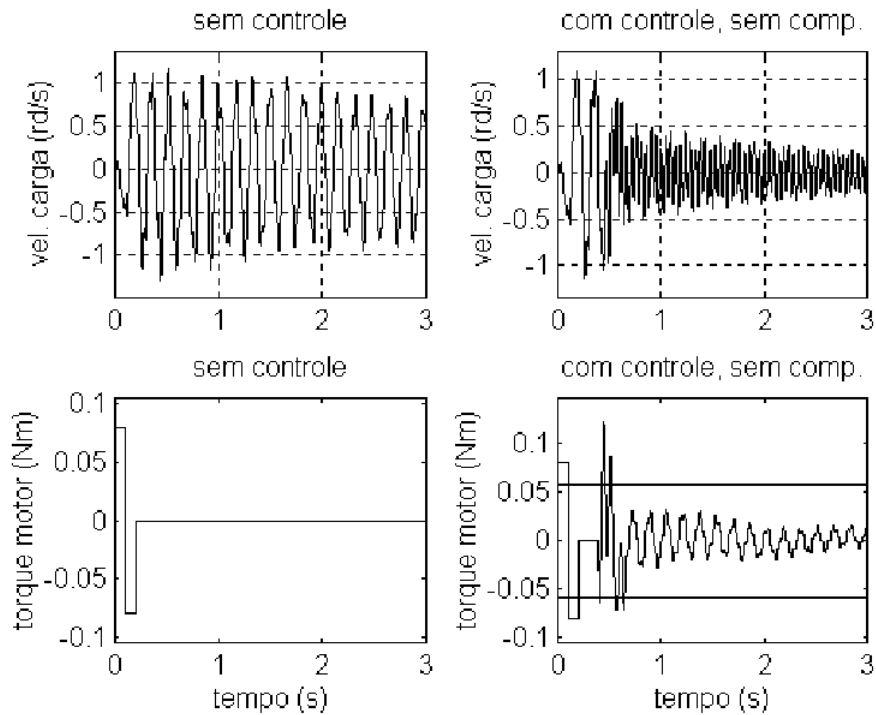 sem controle
com controle, sem comp.
vel. carga (rd/s)
1
0.5
0
-0.5
-1
0 1 2 3
vel. carga (rd/s)
1
0.5
0
-0.5
-1
0 1 2 3
sem controle
com controle, sem comp.
torque motor (Nm)
0.1
0.05
0
-0.05
-0.1
0 1 2 3
tempo (s)
torque motor (Nm)
0.1
0.05
0
-0.05
-0.1
0 1 2 3
tempo (s)